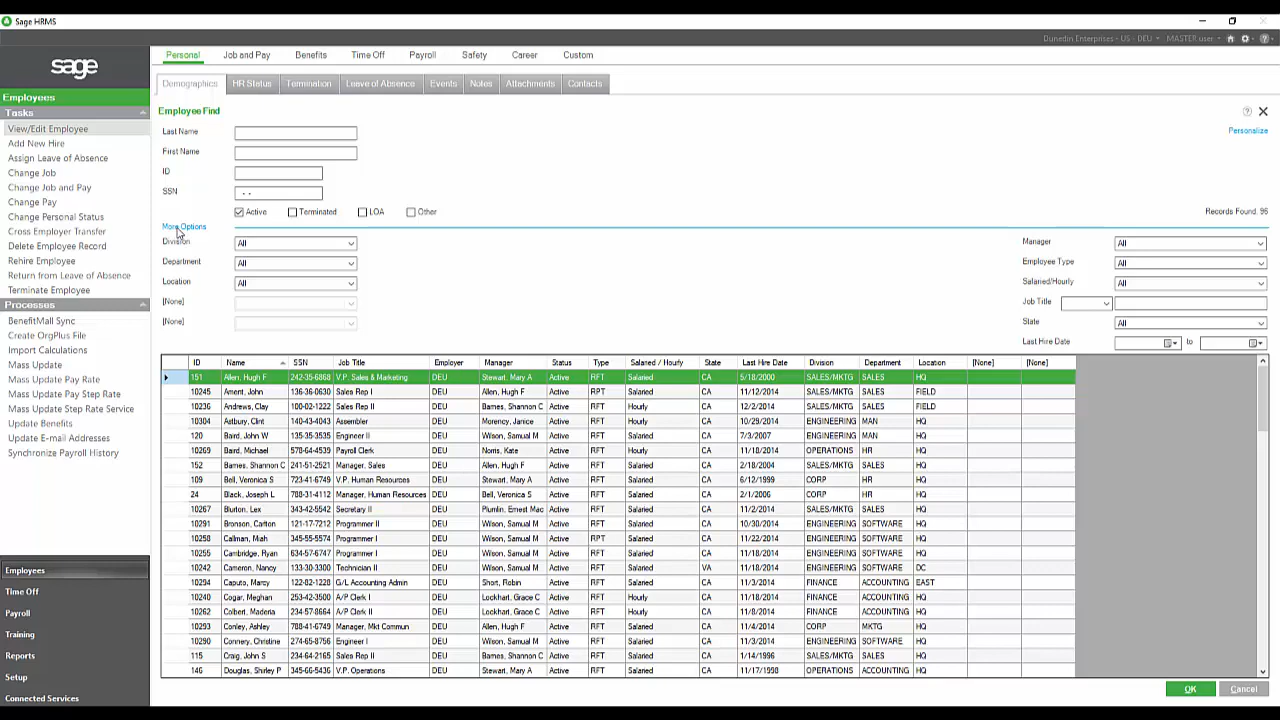 Sage HRMS
Dunedin Enterprises - US - DEU MASTER user
sage
Personal Job and Pay Benefits Time Off Payroll Safety Career Custom
Demographics HR Status Termination Leave of Absence Events Notes Attachments Contacts
Employees
Tasks
View/Edit Employee
Add New Hire
Assign Leave of Absence
Change Job
Change Job and Pay
Change Pay
Change Personal Status
Cross Employer Transfer
Delete Employee Record
Rehire Employee
Return from Leave of Absence
Terminate Employee
Processes
BenefitMall Sync
Create OrgPlus File
Import Calculations
Mass Update
Mass Update Pay Rate
Mass Update Pay Step Rate
Mass Update Step Rate Service
Update Benefits
Update E-mail Addresses
Synchronize Payroll History
Employees
Time Off
Payroll
Training
Reports
Setup
Connected Services
Employee Find
Personalize
Last Name
First Name
ID
SSN - -
Active Terminated LOA Other Records Found: 96
More Options
Division All Manager All
Department All Employee Type All
Location All Salaried/Hourly All
[None] Job Title
[None] State All
Last Hire Date to
ID Name SSN Job Title Employer Manager Status Type Salaried / Hourly State Last Hire Date Division Department Location [None] [None]
151 Allen, Hugh F 242-35-6868 V.P. Sales & Marketing DEU Stewart, Mary A Active RFT Salaried CA 5/18/2000 SALES/MKTG SALES HQ
10245 Ament, John 136-36-0630 Sales Rep I DEU Allen, Hugh F Active RPT Salaried CA 11/12/2014 SALES/MKTG SALES FIELD
10236 Andrews, Clay 100-02-1222 Sales Rep II DEU Barnes, Shannon C Active RFT Hourly CA 12/2/2014 SALES/MKTG SALES FIELD
10304 Astbury, Clint 140-43-4043 Assembler DEU Morency, Janice Active RFT Hourly CA 10/29/2014 ENGINEERING MAN HQ
120 Baird, John W 135-35-3535 Engineer II DEU Wilson, Samual M Active RFT Salaried CA 7/3/2007 ENGINEERING MAN HQ
10269 Baird, Michael 578-64-4539 Payroll Clerk DEU Norris, Kate Active RFT Hourly CA 11/18/2014 OPERATIONS HR HQ
152 Barnes, Shannon C 241-51-2521 Manager, Sales DEU Allen, Hugh F Active RFT Salaried CA 2/18/2004 SALES/MKTG SALES HQ
109 Bell, Veronica S 723-41-6749 V.P. Human Resources DEU Stewart, Mary A Active RFT Salaried CA 6/12/1999 CORP HR HQ
24 Black, Joseph L 788-31-4112 Manager, Human Resources DEU Bell, Veronica S Active RFT Salaried CA 2/1/2006 CORP HR HQ
10267 Blurton, Lex 343-42-5542 Secretary II DEU Plumlin, Ernest Mac Active RFT Salaried CA 11/2/2014 SALES/MKTG SALES HQ
10291 Bronson, Carlton 121-17-7212 Programmer II DEU Wilson, Samual M Active RFT Salaried CA 10/30/2014 ENGINEERING SOFTWARE HQ
10258 Callman, Miah 345-55-5574 Programmer I DEU Wilson, Samual M Active RPT Salaried CA 11/22/2014 ENGINEERING SOFTWARE HQ
10255 Cambridge, Ryan 634-57-6747 Programmer I DEU Wilson, Samual M Active RFT Salaried CA 11/18/2014 ENGINEERING SOFTWARE HQ
10242 Cameron, Nancy 133-30-3300 Technician II DEU Wilson, Samual M Active RFT Salaried VA 11/18/2014 ENGINEERING SOFTWARE DC
10294 Caputo, Marcy 122-82-1228 G/L Accounting Admin DEU Short, Robin Active RFT Salaried CA 11/3/2014 FINANCE ACCOUNTING EAST
10240 Cogar, Meghan 253-42-3500 A/P Clerk I DEU Lockhart, Grace C Active RFT Hourly CA 11/18/2014 FINANCE ACCOUNTING HQ
10262 Colbert, Maderia 234-57-8664 A/P Clerk II DEU Lockhart, Grace C Active RFT Hourly CA 11/8/2014 FINANCE ACCOUNTING HQ
10293 Conley, Ashley 788-41-6749 Manager, Mkt Commun DEU Allen, Hugh F Active RFT Salaried CA 11/4/2014 CORP MKTG HQ
10290 Connery, Christine 274-65-8756 Engineer I DEU Wilson, Samual M Active RFT Salaried CA 11/3/2014 ENGINEERING SOFTWARE HQ
115 Craig, John S 234-64-2165 Sales Rep II DEU Barnes, Shannon C Active RFT Salaried CA 1/14/1996 SALES/MKTG SALES HQ
146 Douglas, Shirley P 345-66-5436 V.P. Operations DEU Stewart, Mary A Active RFT Salaried CA 11/17/1998 OPERATIONS ACCOUNTING HQ
OK Cancel